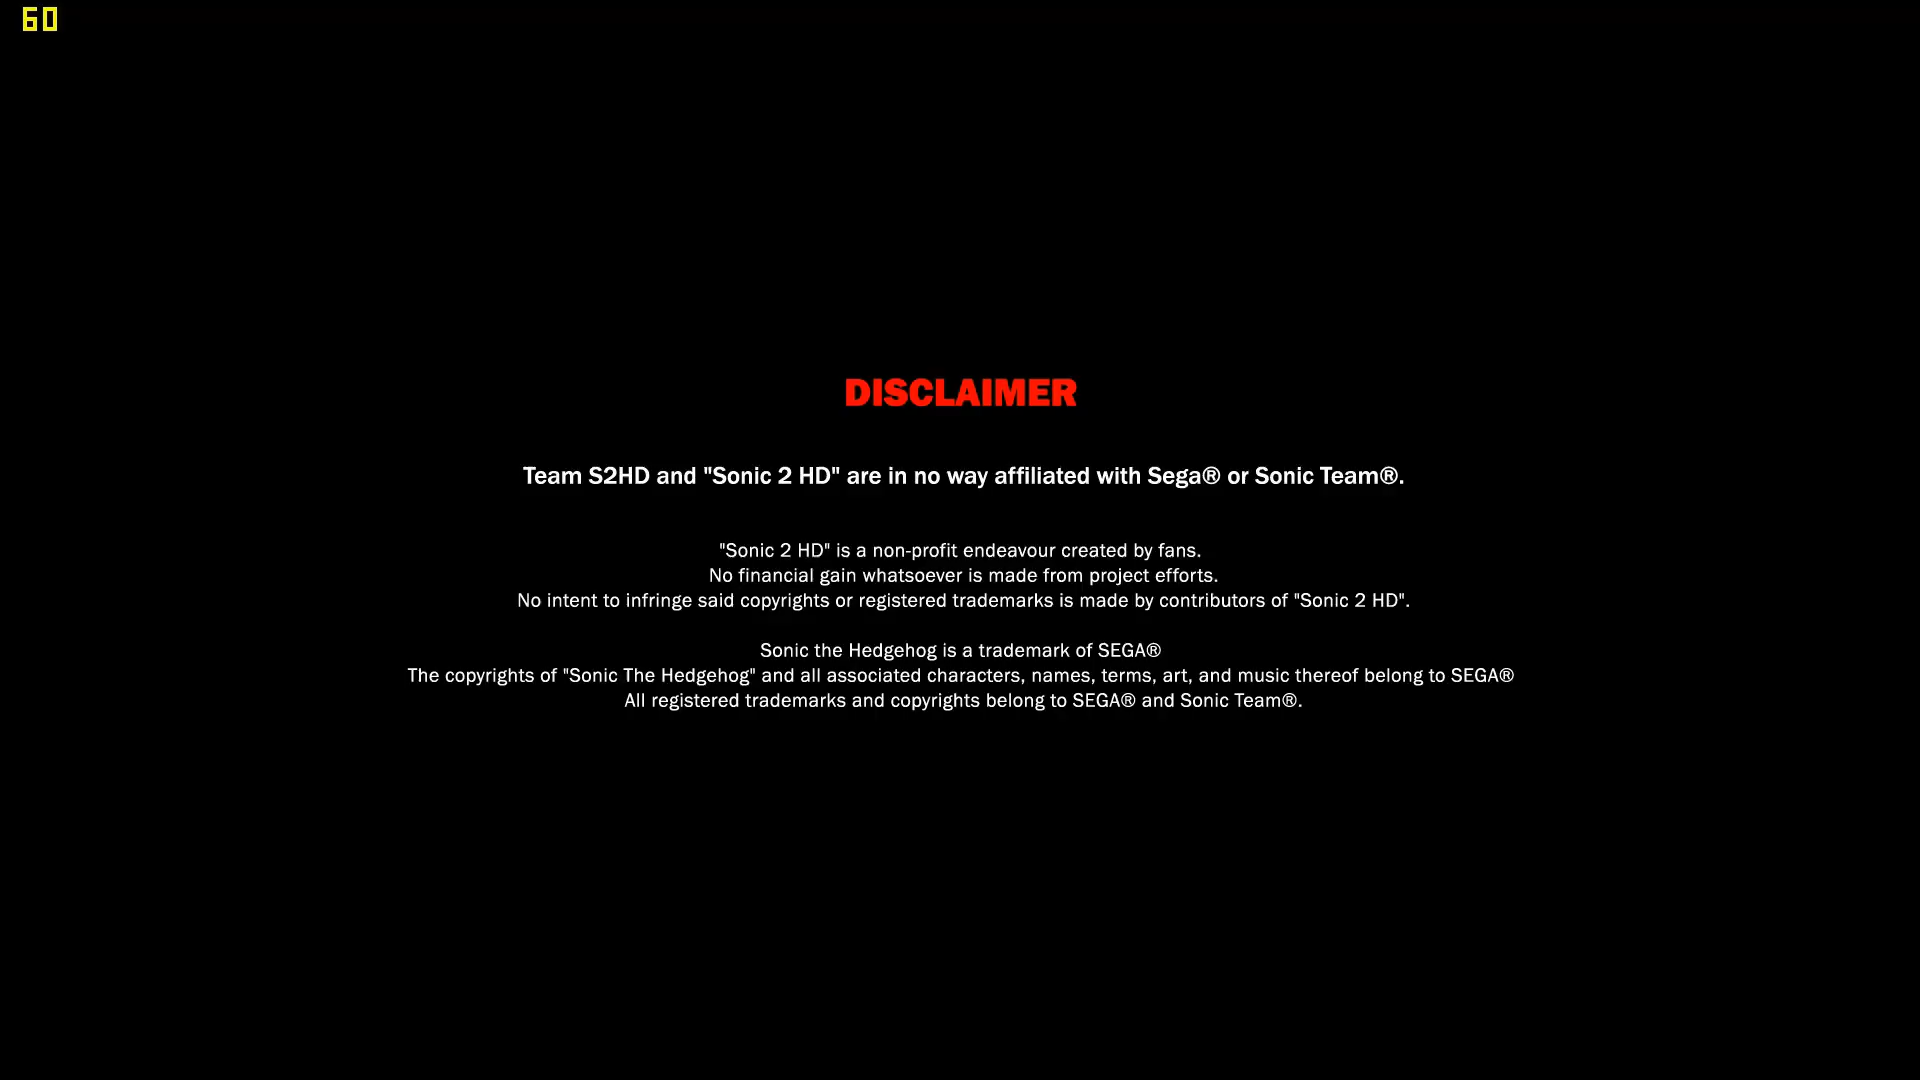 60
DISCLAIMER
Team S2HD and "Sonic 2 HD" are in no way affiliated with Sega® or Sonic Team®.
"Sonic 2 HD" is a non-profit endeavour created by fans.
No financial gain whatsoever is made from project efforts.
No intent to infringe said copyrights or registered trademarks is made by contributors of "Sonic 2 HD".
Sonic the Hedgehog is a trademark of SEGA®
The copyrights of "Sonic The Hedgehog" and all associated characters, names, terms, art, and music thereof belong to SEGA®
All registered trademarks and copyrights belong to SEGA® and Sonic Team®.